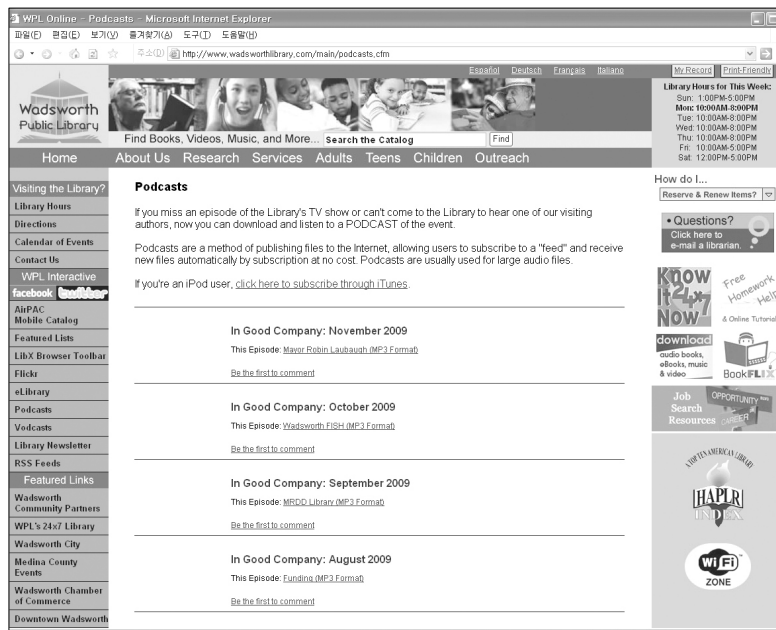 WPL Online - Podcasts - Microsoft Internet Explorer
파일(F) 편집(E) 보기(V) 즐겨찾기(A) 도구(T) 도움말(H)
주소(D) http://www.wadsworthlibrary.com/main/podcasts.cfm
Español Deutsch Français Italiano
My Record Print-Friendly
Wadsworth
Public Library
Find Books, Videos, Music, and More... Search the Catalog Find
Library Hours for This Week:
Sun: 1:00PM-5:00PM
Mon: 10:00AM-8:00PM
Tue: 10:00AM-8:00PM
Wed: 10:00AM-8:00PM
Thu: 10:00AM-8:00PM
Fri: 10:00AM-5:00PM
Sat: 12:00PM-5:00PM
Home About Us Research Services Adults Teens Children Outreach
Visiting the Library?
Library Hours
Directions
Calendar of Events
Contact Us
WPL Interactive
facebook twitter
AirPAC
Mobile Catalog
Featured Lists
LibX Browser Toolbar
Flickr
eLibrary
Podcasts
Vodcasts
Library Newsletter
RSS Feeds
Featured Links
Wadsworth
Community Partners
WPL's 24x7 Library
Wadsworth City
Medina County
Events
Wadsworth Chamber
of Commerce
Downtown Wadsworth
Podcasts
If you miss an episode of the Library's TV show or can't come to the Library to hear one of our visiting
authors, now you can download and listen to a PODCAST of the event.
Podcasts are a method of publishing files to the Internet, allowing users to subscribe to a "feed" and receive
new files automatically by subscription at no cost. Podcasts are usually used for large audio files.
If you're an iPod user, click here to subscribe through iTunes.
In Good Company: November 2009
This Episode: Mayor Robin Laubaugh (MP3 Format)
Be the first to comment
In Good Company: October 2009
This Episode: Wadsworth FISH (MP3 Format)
Be the first to comment
In Good Company: September 2009
This Episode: MRDD Library (MP3 Format)
Be the first to comment
In Good Company: August 2009
This Episode: Funding (MP3 Format)
Be the first to comment
How do I...
Reserve & Renew Items?
• Questions?
Click here to
e-mail a librarian.
Know
It 24x7
Now
Free
Homework
Help
& Online Tutorial
download
audio books,
eBooks, music
& video
BookFLIX
Job
Search
Resources
OPPORTUNITY
CAREER
A TOP TEN AMERICAN LIBRARY
HAPLR
INDEX
Wi Fi
ZONE